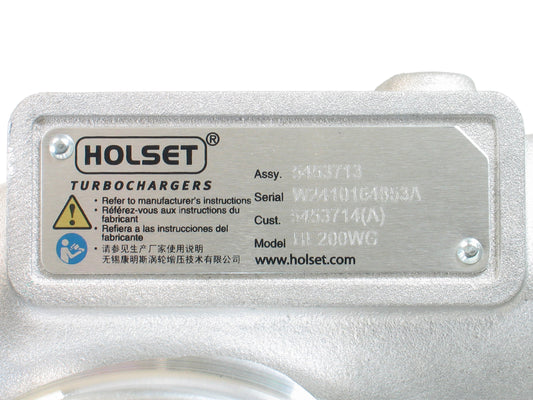 HOLSET®
TURBOCHARGERS
• Refer to manufacturer's instructions
• Référez-vous aux instructions du
fabricant
• Refiera a las instrucciones del
fabricante
• 请参见生产厂家使用说明
无锡康明斯涡轮增压技术有限公司
Assy. 5453713
Serial W2410164853A
Cust. 5453714(A)
Model HE200WG
www.holset.com